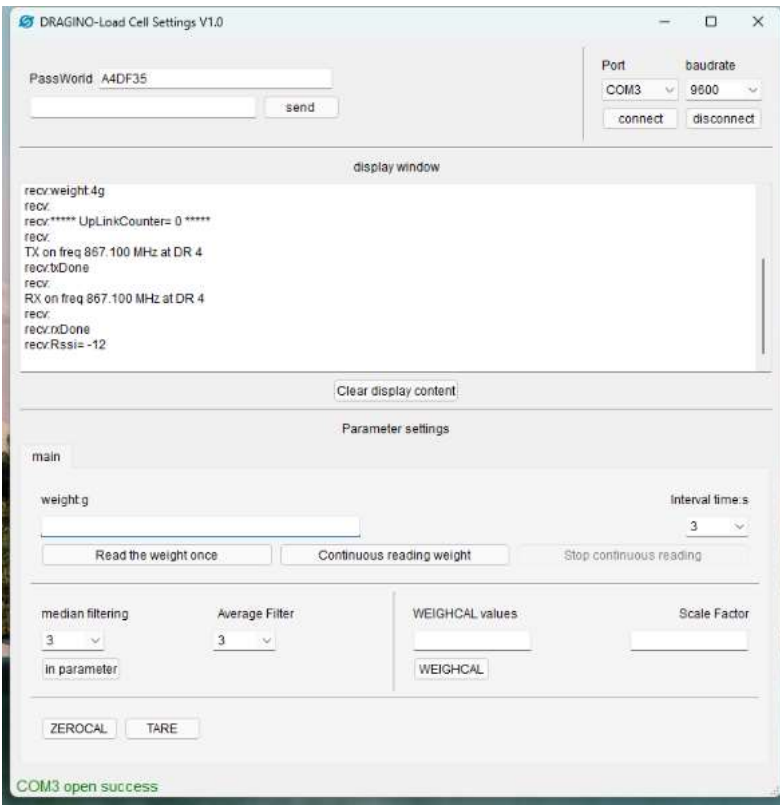 DRAGINO-Load Cell Settings V1.0
PassWorld A4DF35
send
Port baudrate
COM3 9600
connect disconnect
display window
recv:weight:4g
recv:
recv:***** UpLinkCounter= 0 *****
recv:
TX on freq 867.100 MHz at DR 4
recv:txDone
recv:
RX on freq 867.100 MHz at DR 4
recv:
recv:rxDone
recv:Rssi= -12
Clear display content
Parameter settings
main
weight:g Interval time:s
3
Read the weight once Continuous reading weight Stop continuous reading
median filtering Average Filter WEIGHCAL values Scale Factor
3 3
in parameter WEIGHCAL
ZEROCAL TARE
COM3 open success